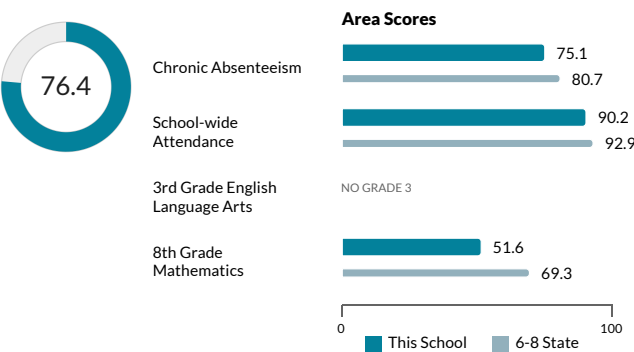 Area Scores
76.4
Chronic Absenteeism
75.1
80.7
School-wide
Attendance
90.2
92.9
3rd Grade English
Language Arts
NO GRADE 3
8th Grade
Mathematics
51.6
69.3
0
100
This School
6-8 State